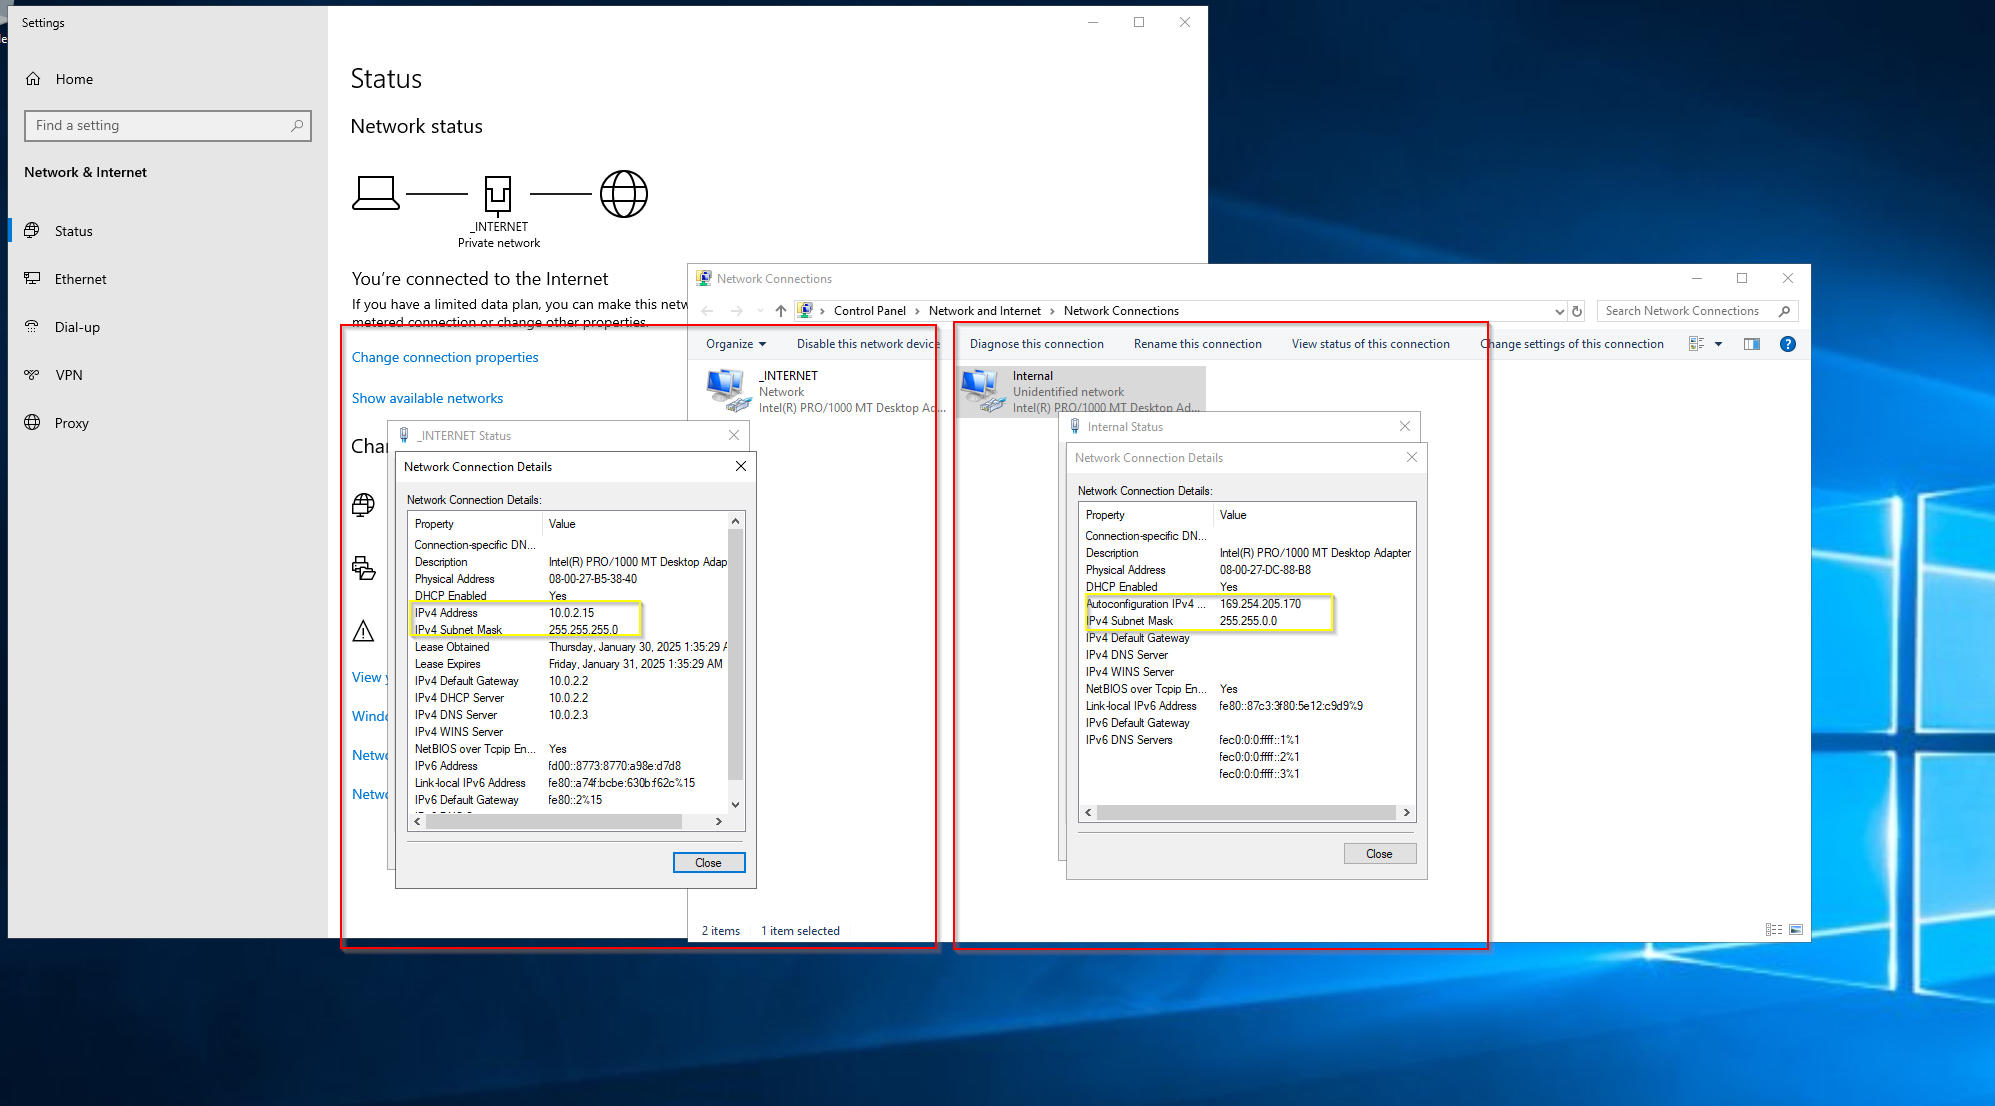 Settings
Home
Find a setting
Network & Internet
Status
Ethernet
Dial-up
VPN
Proxy
Status
Network status
_INTERNET
Private network
You're connected to the Internet
If you have a limited data plan, you can make this netw
metered connection or change other properties.
Change connection properties
Show available networks
Cha
View y
Windo
Netwo
Netwo
Network Connections
Control Panel > Network and Internet > Network Connections
Search Network Connections
Organize
Disable this network device
Diagnose this connection
Rename this connection
View status of this connection
Change settings of this connection
_INTERNET
Network
Intel(R) PRO/1000 MT Desktop Ad...
Internal
Unidentified network
Intel(R) PRO/1000 MT Desktop Ad...
_INTERNET Status
Network Connection Details
Network Connection Details:
Property Value
Connection-specific DN...
Description Intel(R) PRO/1000 MT Desktop Adap
Physical Address 08-00-27-B5-38-40
DHCP Enabled Yes
IPv4 Address 10.0.2.15
IPv4 Subnet Mask 255.255.255.0
Lease Obtained Thursday, January 30, 2025 1:35:29 A
Lease Expires Friday, January 31, 2025 1:35:29 AM
IPv4 Default Gateway 10.0.2.2
IPv4 DHCP Server 10.0.2.2
IPv4 DNS Server 10.0.2.3
IPv4 WINS Server
NetBIOS over Tcpip En... Yes
IPv6 Address fd00::8773:8770:a98e:d7d8
Link-local IPv6 Address fe80::a74f:bcbe:630b:f62c%15
IPv6 Default Gateway fe80::2%15
Close
Internal Status
Network Connection Details
Network Connection Details:
Property Value
Connection-specific DN...
Description Intel(R) PRO/1000 MT Desktop Adapter
Physical Address 08-00-27-DC-88-B8
DHCP Enabled Yes
Autoconfiguration IPv4 ... 169.254.205.170
IPv4 Subnet Mask 255.255.0.0
IPv4 Default Gateway
IPv4 DNS Server
IPv4 WINS Server
NetBIOS over Tcpip En... Yes
Link-local IPv6 Address fe80::87c3:3f80:5e12:c9d9%9
IPv6 Default Gateway
IPv6 DNS Servers fec0:0:0:ffff::1%1
fec0:0:0:ffff::2%1
fec0:0:0:ffff::3%1
Close
2 items
1 item selected